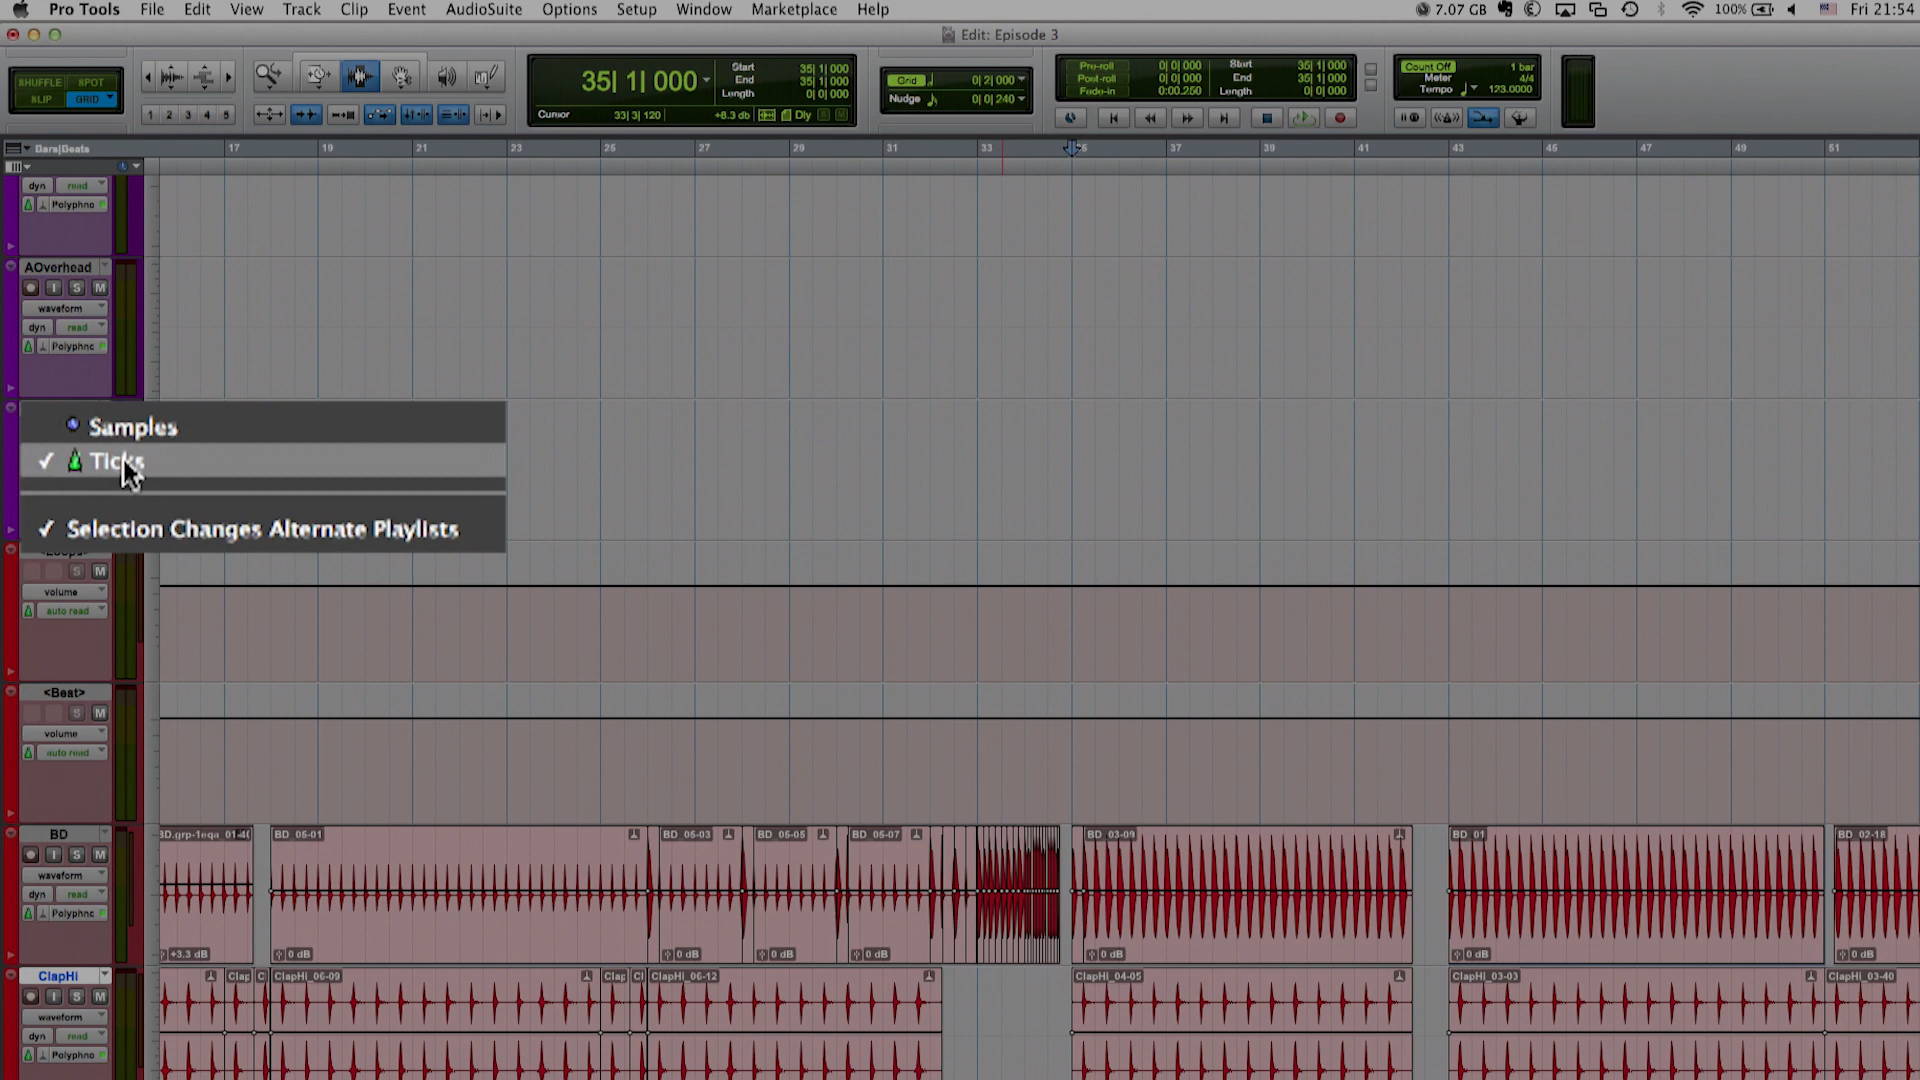 Pro Tools File Edit View Track Clip Event AudioSuite Options Setup Window Marketplace Help 7.07 GB 100% Fri 21:54
Edit: Episode 3
SHUFFLE SPOT
SLIP GRID
1 2 3 4 5
35| 1| 000
Start 35| 1| 000
End 35| 1| 000
Length 0| 0| 000
Cursor 33| 3| 120 +8.3 db Dly
Grid 0| 2| 000
Nudge 0| 0| 240
Pre-roll 0| 0| 000
Post-roll 0| 0| 000
Fade-in 0:00.250
Start 35| 1| 000
End 35| 1| 000
Length 0| 0| 000
Count Off 1 bar
Meter 4/4
Tempo 123.0000
Bars|Beats 17 19 21 23 25 27 29 31 33 35 37 39 41 43 45 47 49 51
dyn read
Polyphnc
AOverhead
I S M
waveform
dyn read
Polyphnc
Samples
✓ Ticks
✓ Selection Changes Alternate Playlists
<Loops>
S M
volume
auto read
<Beat>
S M
volume
auto read
BD
I S M
waveform
dyn read
Polyphnc
BD_05-01 BD_05-03 BD_05-05 BD_05-07 BD_03-09 BD_01 BD_02-18
+3.3 dB 0 dB 0 dB 0 dB 0 dB 0 dB 0 dB 0 dB
ClapHi
I S M
waveform
dyn read
Polyphnc
Clap Cl ClapHi_06-09 Clap Cl ClapHi_06-12 ClapHi_04-05 ClapHi_03-03 ClapHi_03-40